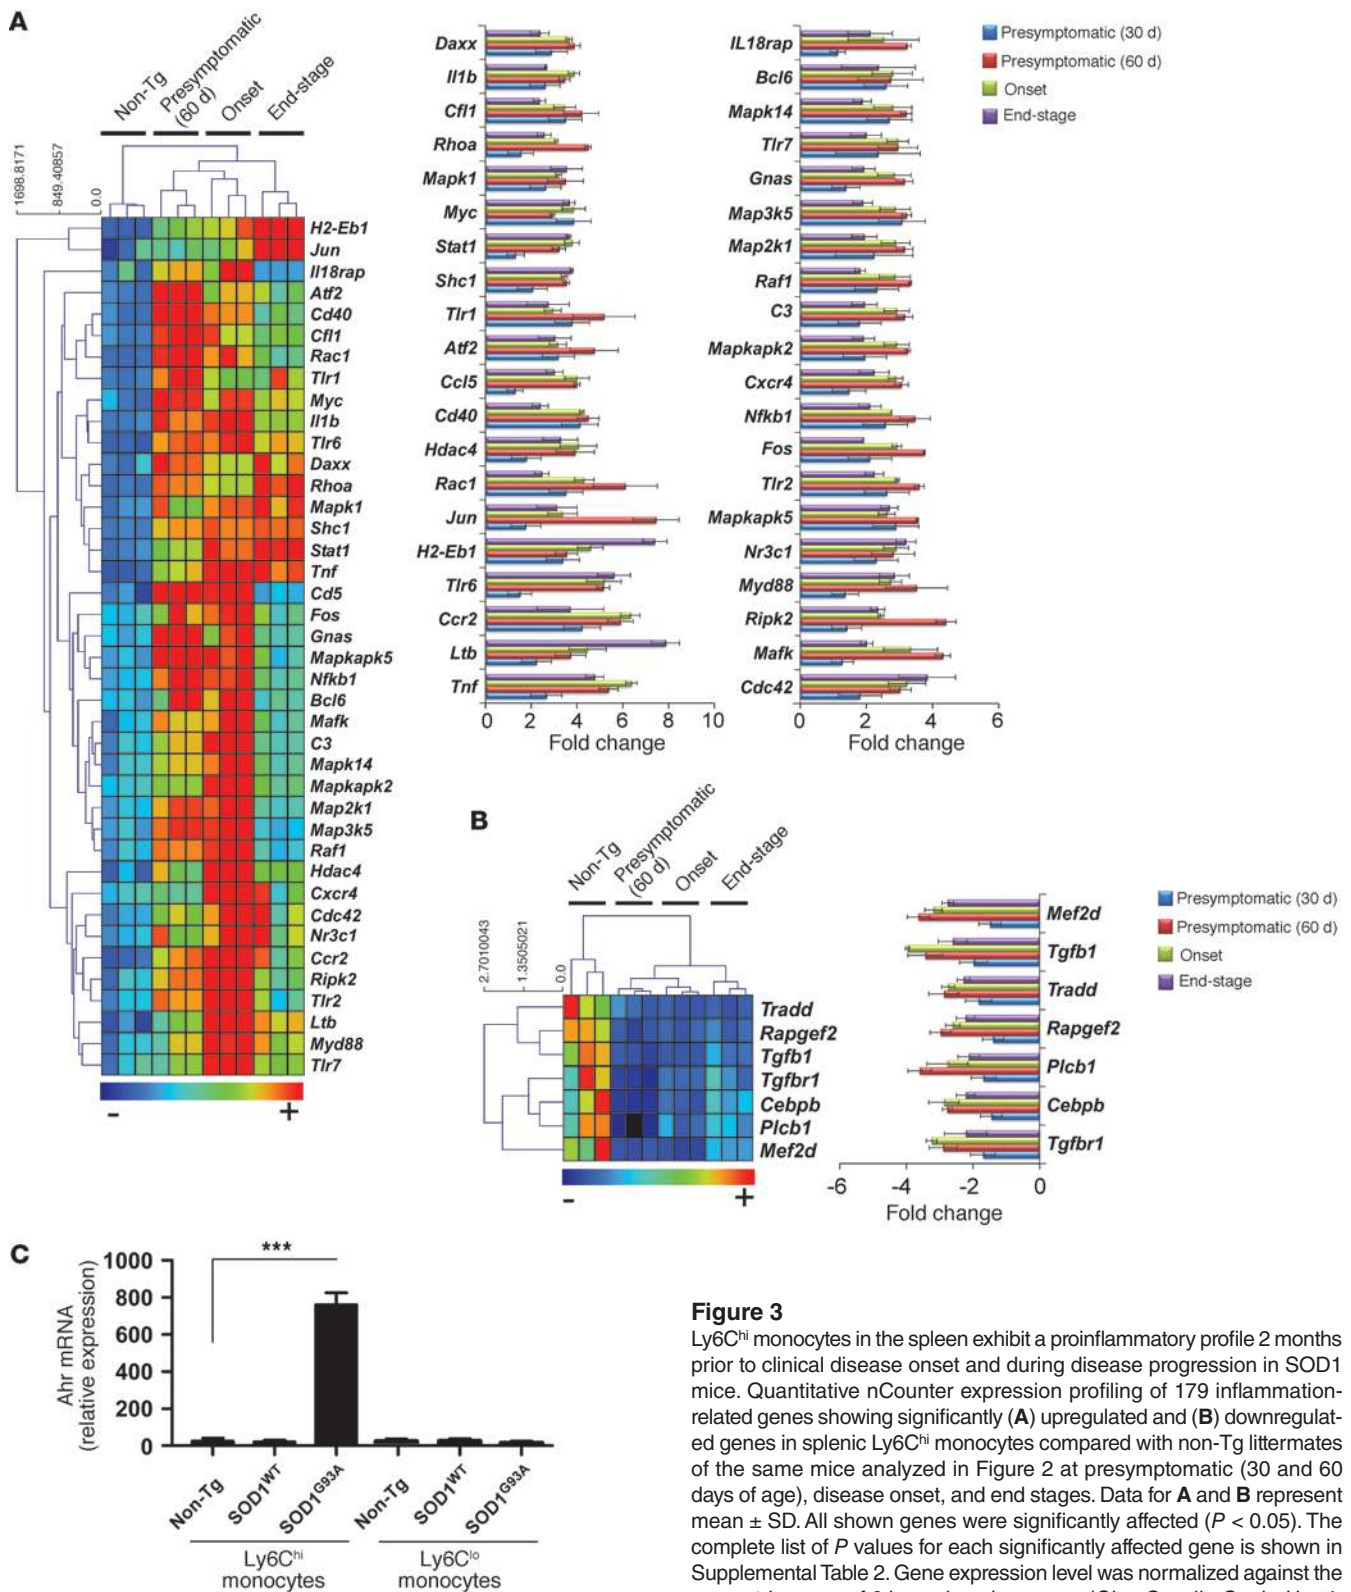 A
Non-Tg
Presymptomatic
(60 d)
Onset
End-stage
1698.8171
849.40857
0.0
H2-Eb1
Jun
Il18rap
Atf2
Cd40
Cfl1
Rac1
Tlr1
Myc
Il1b
Tlr6
Daxx
Rhoa
Mapk1
Shc1
Stat1
Tnf
Cd5
Fos
Gnas
Mapkapk5
Nfkb1
Bcl6
Mafk
C3
Mapk14
Mapkapk2
Map2k1
Map3k5
Raf1
Hdac4
Cxcr4
Cdc42
Nr3c1
Ccr2
Ripk2
Tlr2
Ltb
Myd88
Tlr7
- +
Daxx
Il1b
Cfl1
Rhoa
Mapk1
Myc
Stat1
Shc1
Tlr1
Atf2
Ccl5
Cd40
Hdac4
Rac1
Jun
H2-Eb1
Tlr6
Ccr2
Ltb
Tnf
0 2 4 6 8 10
Fold change
IL18rap
Bcl6
Mapk14
Tlr7
Gnas
Map3k5
Map2k1
Raf1
C3
Mapkapk2
Cxcr4
Nfkb1
Fos
Tlr2
Mapkapk5
Nr3c1
Myd88
Ripk2
Mafk
Cdc42
0 2 4 6
Fold change
Presymptomatic (30 d)
Presymptomatic (60 d)
Onset
End-stage
B
Non-Tg
Presymptomatic
(60 d)
Onset
End-stage
2.7010043
1.3505021
0.0
Tradd
Rapgef2
Tgfb1
Tgfbr1
Cebpb
Plcb1
Mef2d
- +
Mef2d
Tgfb1
Tradd
Rapgef2
Plcb1
Cebpb
Tgfbr1
-6 -4 -2 0
Fold change
Presymptomatic (30 d)
Presymptomatic (60 d)
Onset
End-stage
C
Ahr mRNA
(relative expression)
1000
800
600
400
200
0
***
Non-Tg
SOD1WT
SOD1G93A
Non-Tg
SOD1WT
SOD1G93A
Ly6Chi
monocytes
Ly6Clo
monocytes
Figure 3
Ly6Chi monocytes in the spleen exhibit a proinflammatory profile 2 months
prior to clinical disease onset and during disease progression in SOD1
mice. Quantitative nCounter expression profiling of 179 inflammation-
related genes showing significantly (A) upregulated and (B) downregulat-
ed genes in splenic Ly6Chi monocytes compared with non-Tg littermates
of the same mice analyzed in Figure 2 at presymptomatic (30 and 60
days of age), disease onset, and end stages. Data for A and B represent
mean ± SD. All shown genes were significantly affected (P < 0.05). The
complete list of P values for each significantly affected gene is shown in
Supplemental Table 2. Gene expression level was normalized against the